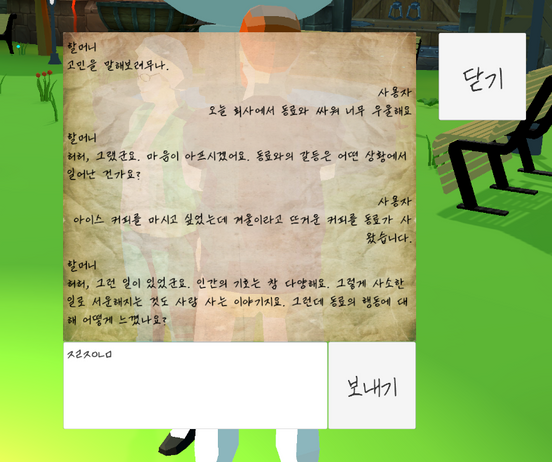 할머니
고민을 말해보려무나.
사용자
오늘 회사에서 동료와 싸워 너무 우울해요
할머니
허허, 그랬군요. 마음이 아프시겠어요. 동료와의 갈등은 어떤 상황에서
일어난 건가요?
사용자
아이스 커피를 마시고 싶었는데 겨울이라고 뜨거운 커피를 동료가 사
왔습니다.
할머니
허허, 그런 일이 있었군요. 인간의 기호는 참 다양해요. 그렇게 사소한
일로 서운해지는 것도 사람 사는 이야기지요. 그런데 동료의 행동에 대
해 어떻게 느꼈나요?
닫기
보내기